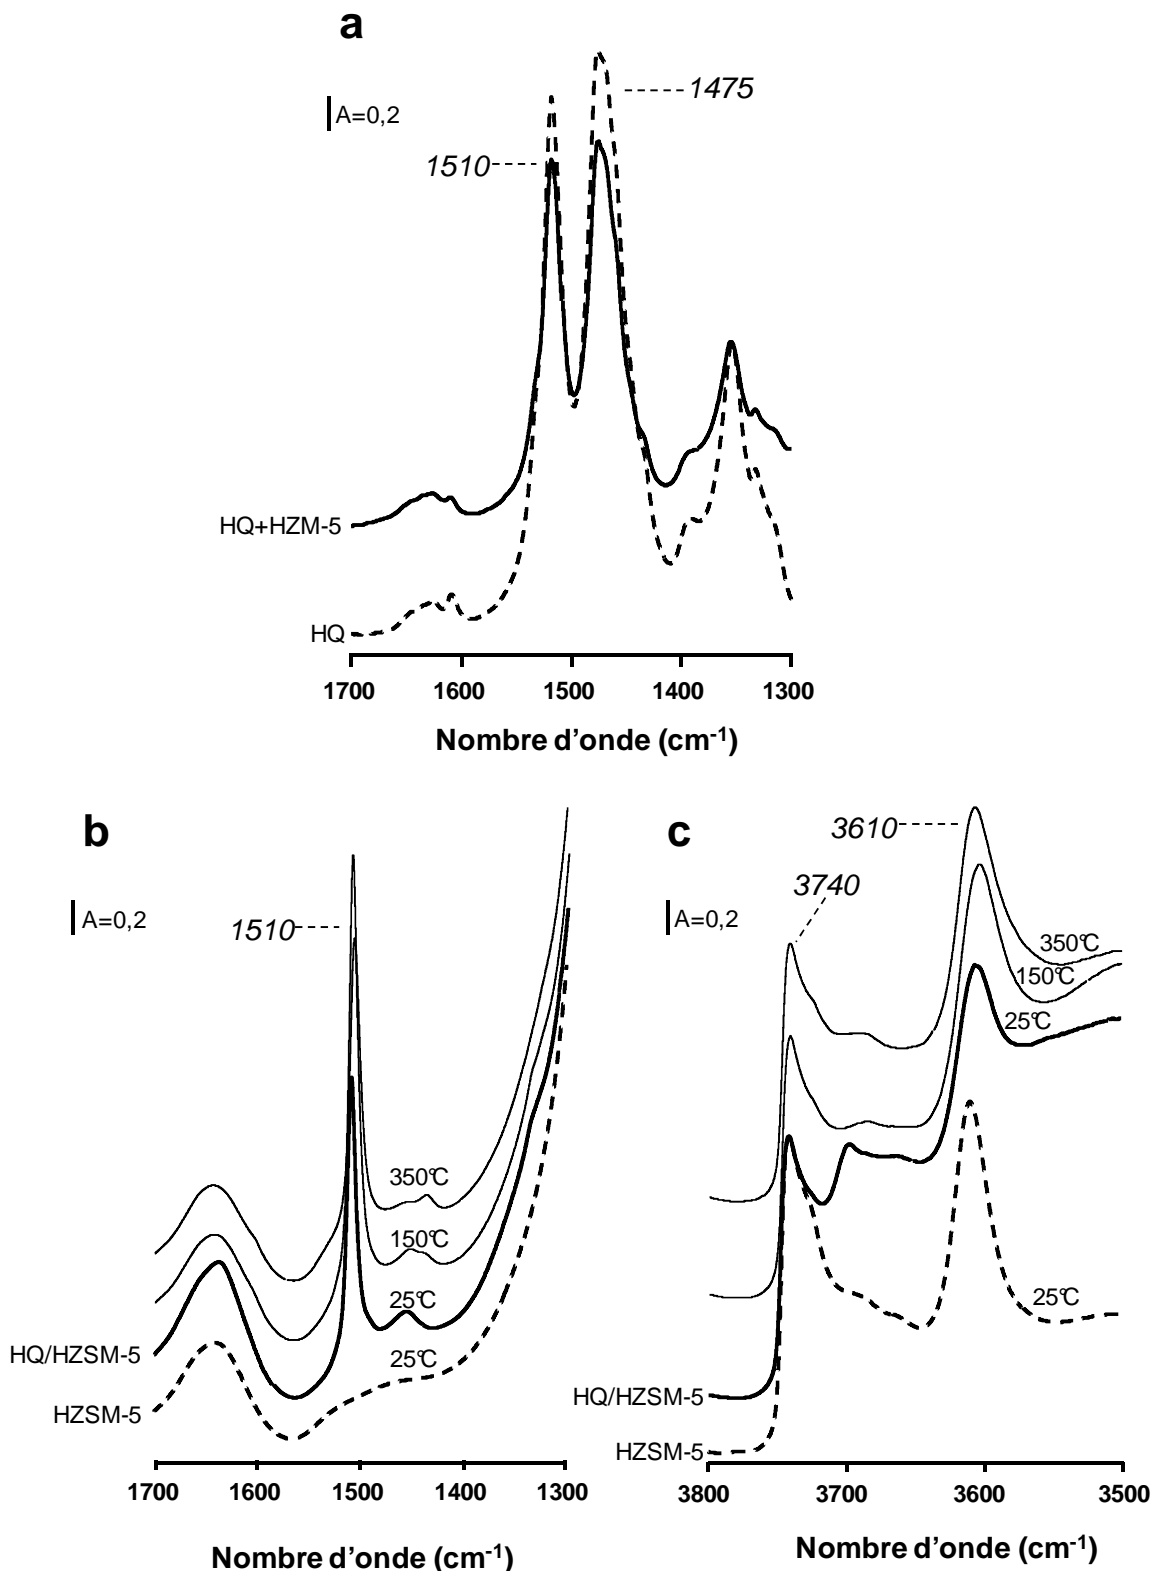 a
1475
A=0,2
1510
HQ+HZM-5
HQ
1700 1600 1500 1400 1300
Nombre d'onde (cm-1)
b
A=0,2
1510
350°C
150°C
25°C
25°C
HQ/HZSM-5
HZSM-5
1700 1600 1500 1400 1300
Nombre d'onde (cm-1)
c
3610
3740
A=0,2
350°C
150°C
25°C
25°C
HQ/HZSM-5
HZSM-5
3800 3700 3600 3500
Nombre d'onde (cm-1)